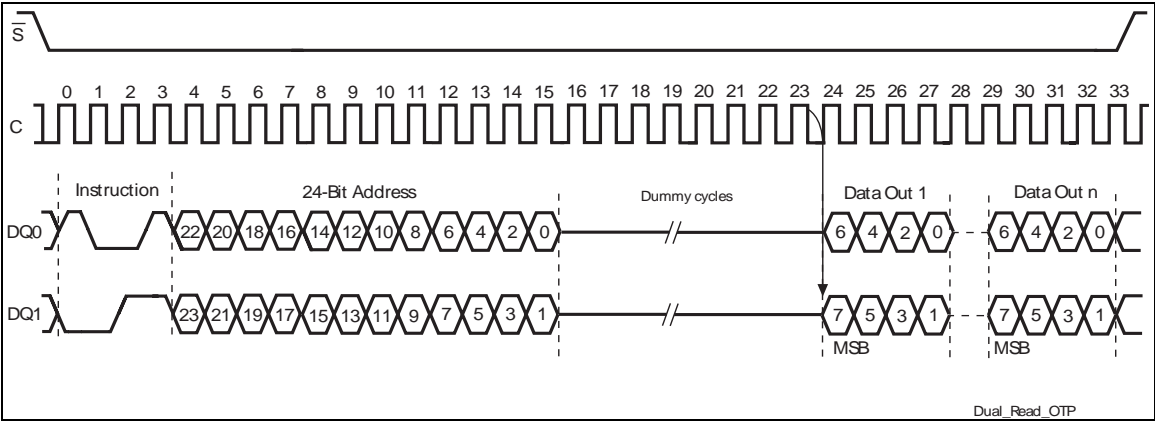 S
0 1 2 3 4 5 6 7 8 9 10 11 12 13 14 15 16 17 18 19 20 21 22 23 24 25 26 27 28 29 30 31 32 33
C
Instruction 24-Bit Address Dummy cycles Data Out 1 Data Out n
DQ0 22 20 18 16 14 12 10 8 6 4 2 0 6 4 2 0 6 4 2 0
DQ1 23 21 19 17 15 13 11 9 7 5 3 1 7 5 3 1 7 5 3 1
MSB MSB
Dual_Read_OTP